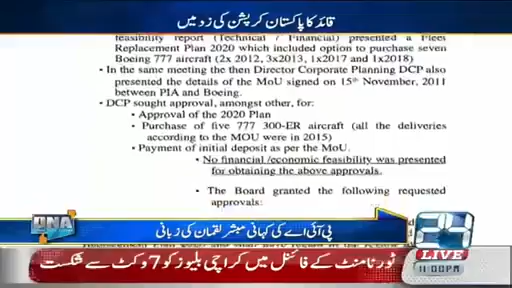 قائد کا پاکستان کرپشن کی زد میں
feasibility report (Technical / Financial) presented a Fleet
Replacement Plan 2020 which included option to purchase seven
Boeing 777 aircraft (2x 2012, 3x2013, 1x2017 and 1x2018)
• In the same meeting the then Director Corporate Planning DCP also
presented the details of the MoU signed on 15th November, 2011
between PIA and Boeing.
• DCP sought approval, amongst other, for:
• Approval of the 2020 Plan
• Purchase of five 777 300-ER aircraft (all the deliveries
according to the MOU were in 2015)
• Payment of initial deposit as per the MoU.
• No financial /economic feasibility was presented
for obtaining the above approvals.
• The Board granted the following requested
approvals:
DNA
پی آئی اے کی کہانی مبشر لقمان کی زبانی
24
LIVE
11:00PM
ٹورنامنٹ کے فائنل میں کراچی بلیوز کو 7 وکٹ سے شکست